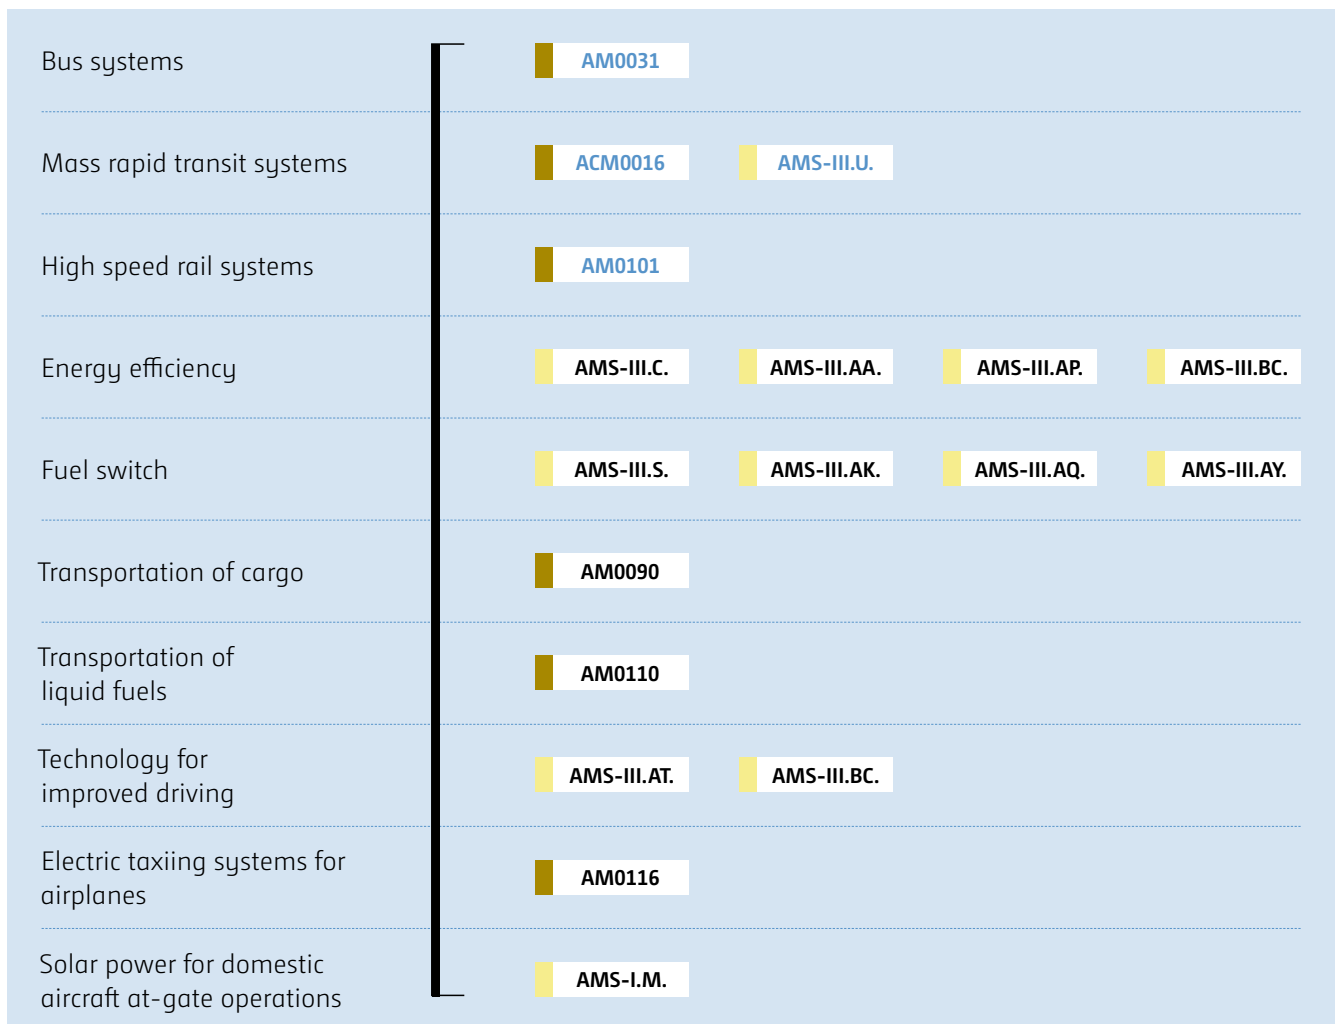 Bus systems
AM0031
Mass rapid transit systems
ACM0016
AMS-III.U.
High speed rail systems
AM0101
Energy efficiency
AMS-III.C.
AMS-III.AA.
AMS-III.AP.
AMS-III.BC.
Fuel switch
AMS-III.S.
AMS-III.AK.
AMS-III.AQ.
AMS-III.AY.
Transportation of cargo
AM0090
Transportation of
liquid fuels
AM0110
Technology for
improved driving
AMS-III.AT.
AMS-III.BC.
Electric taxiing systems for
airplanes
AM0116
Solar power for domestic
aircraft at-gate operations
AMS-I.M.